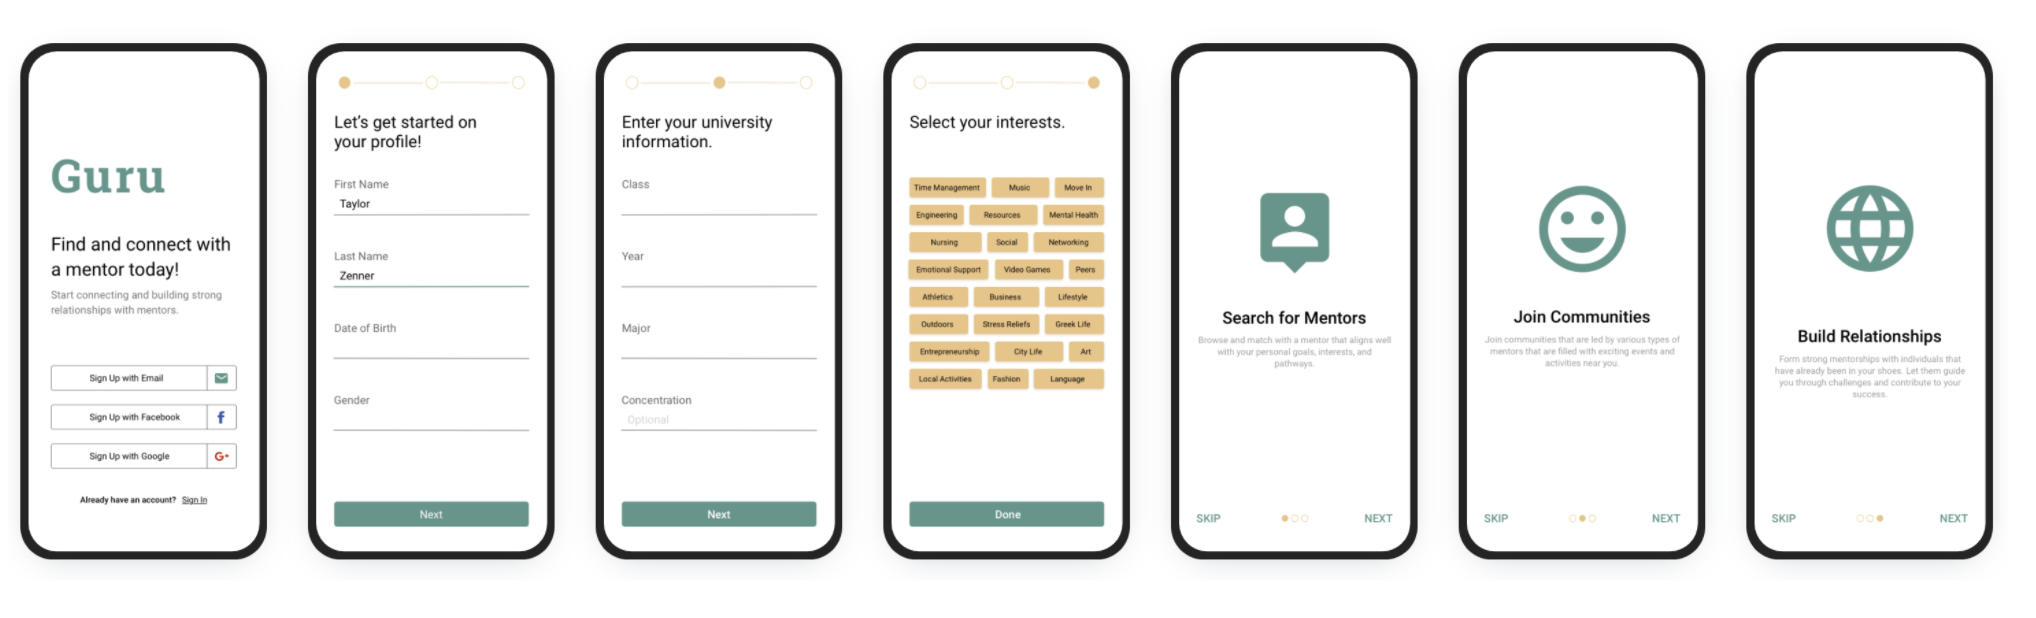 Guru
Find and connect with
a mentor today!
Start connecting and building strong
relationships with mentors.
Sign Up with Email
Sign Up with Facebook
f
Sign Up with Google
G+
Already have an account? Sign In
Let's get started on
your profile!
First Name
Taylor
Last Name
Zenner
Date of Birth
Gender
Next
Enter your university
information.
Class
Year
Major
Concentration
Optional
Next
Select your interests.
Time Management Music Move In
Engineering Resources Mental Health
Nursing Social Networking
Emotional Support Video Games Peers
Athletics Business Lifestyle
Outdoors Stress Reliefs Greek Life
Entrepreneurship City Life Art
Local Activities Fashion Language
Done
Search for Mentors
Browse and match with a mentor that aligns well
with your personal goals, interests, and
pathways.
SKIP NEXT
Join Communities
Join communities that are led by various types of
mentors that are filled with exciting events and
activities near you.
SKIP NEXT
Build Relationships
Form strong mentorships with individuals that
have already been in your shoes. Let them guide
you through challenges and contribute to your
success.
SKIP NEXT